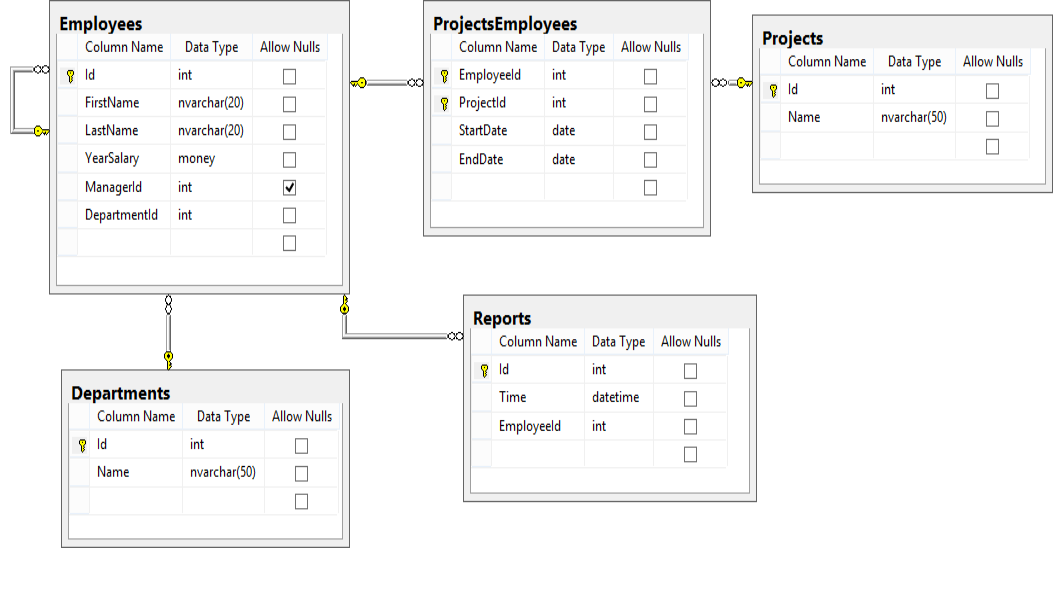 Employees
Column Name Data Type Allow Nulls
Id int
FirstName nvarchar(20)
LastName nvarchar(20)
YearSalary money
ManagerId int
DepartmentId int
ProjectsEmployees
Column Name Data Type Allow Nulls
EmployeeId int
ProjectId int
StartDate date
EndDate date
Projects
Column Name Data Type Allow Nulls
Id int
Name nvarchar(50)
Reports
Column Name Data Type Allow Nulls
Id int
Time datetime
EmployeeId int
Departments
Column Name Data Type Allow Nulls
Id int
Name nvarchar(50)